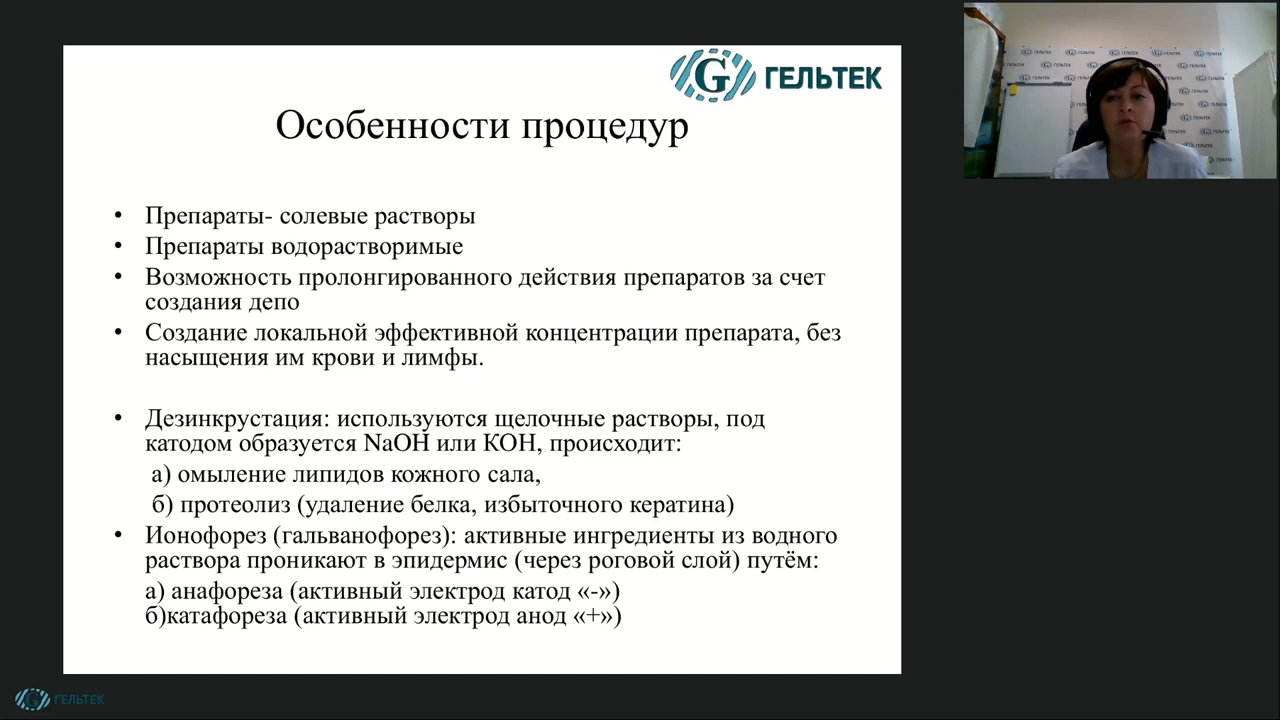 ГЕЛЬТЕК
Особенности процедур
• Препараты- солевые растворы
• Препараты водорастворимые
• Возможность пролонгированного действия препаратов за счет
создания депо
• Создание локальной эффективной концентрации препарата, без
насыщения им крови и лимфы.
• Дезинкрустация: используются щелочные растворы, под
катодом образуется NaOH или КОН, происходит:
а) омыление липидов кожного сала,
б) протеолиз (удаление белка, избыточного кератина)
• Ионофорез (гальванофорез): активные ингредиенты из водного
раствора проникают в эпидермис (через роговой слой) путём:
а) анафореза (активный электрод катод «-»)
б)катафореза (активный электрод анод «+»)
ГЕЛЬТЕК